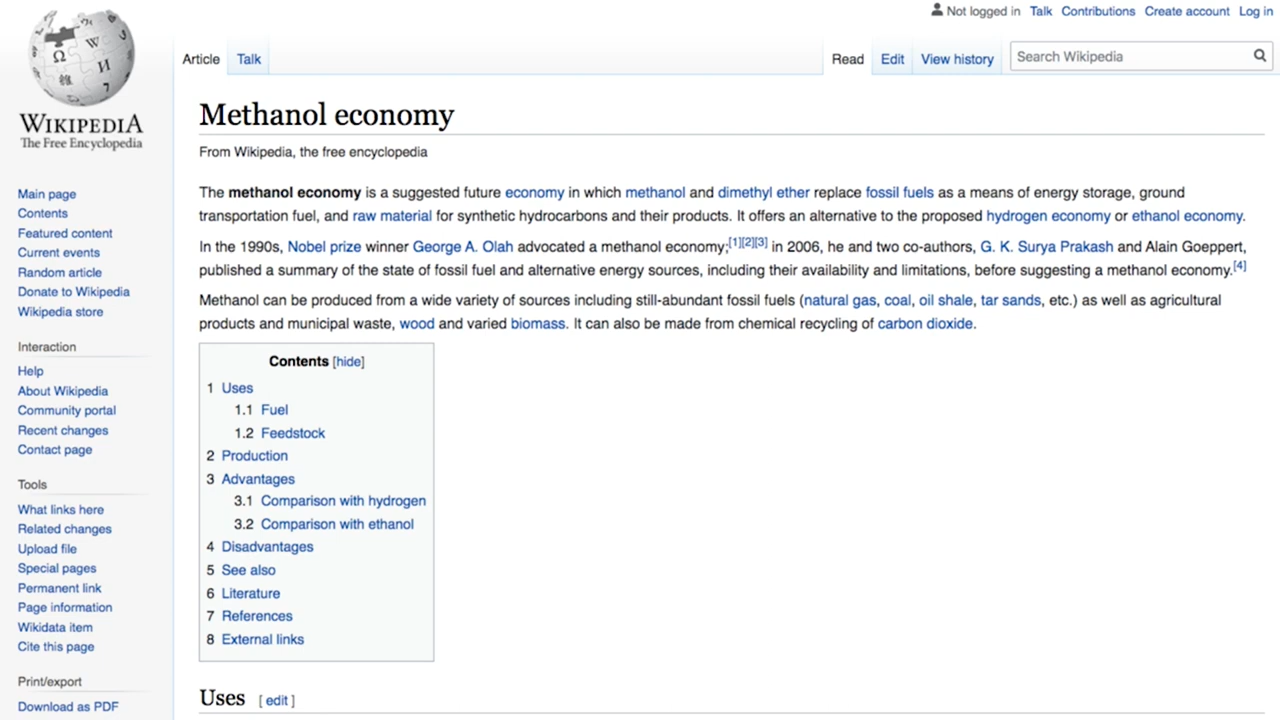 Not logged in Talk Contributions Create account Log in
Article Talk Read Edit View history Search Wikipedia
WIKIPEDIA
The Free Encyclopedia
Main page
Contents
Featured content
Current events
Random article
Donate to Wikipedia
Wikipedia store
Interaction
Help
About Wikipedia
Community portal
Recent changes
Contact page
Tools
What links here
Related changes
Upload file
Special pages
Permanent link
Page information
Wikidata item
Cite this page
Print/export
Download as PDF
Methanol economy
From Wikipedia, the free encyclopedia
The methanol economy is a suggested future economy in which methanol and dimethyl ether replace fossil fuels as a means of energy storage, ground
transportation fuel, and raw material for synthetic hydrocarbons and their products. It offers an alternative to the proposed hydrogen economy or ethanol economy.
In the 1990s, Nobel prize winner George A. Olah advocated a methanol economy;[1][2][3] in 2006, he and two co-authors, G. K. Surya Prakash and Alain Goeppert,
published a summary of the state of fossil fuel and alternative energy sources, including their availability and limitations, before suggesting a methanol economy.[4]
Methanol can be produced from a wide variety of sources including still-abundant fossil fuels (natural gas, coal, oil shale, tar sands, etc.) as well as agricultural
products and municipal waste, wood and varied biomass. It can also be made from chemical recycling of carbon dioxide.
Contents [hide]
1 Uses
1.1 Fuel
1.2 Feedstock
2 Production
3 Advantages
3.1 Comparison with hydrogen
3.2 Comparison with ethanol
4 Disadvantages
5 See also
6 Literature
7 References
8 External links
Uses [ edit ]